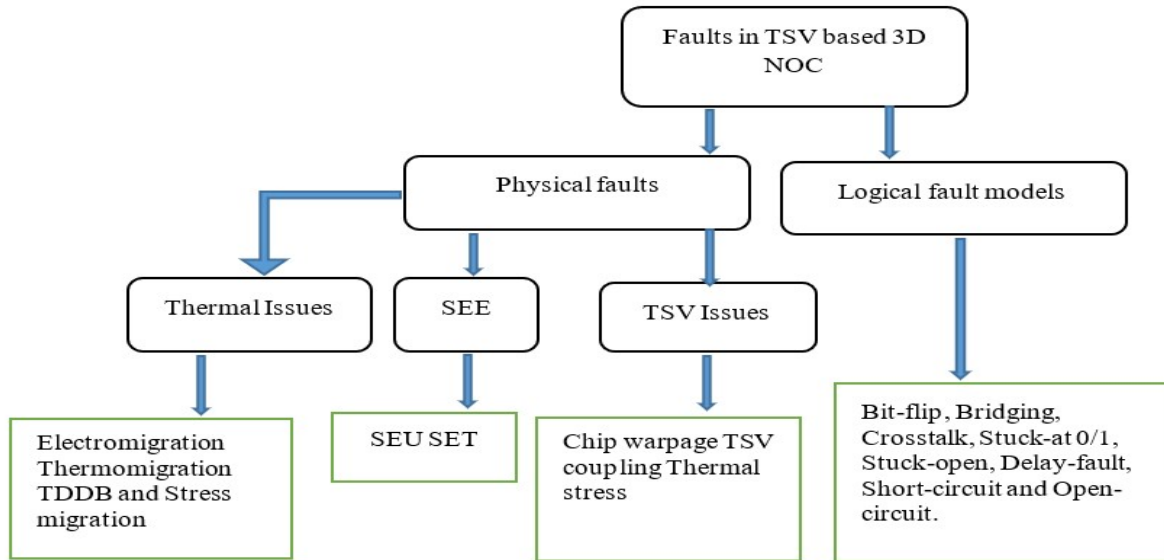 Faults in TSV based 3D
NOC
Physical faults
Logical fault models
Thermal Issues
SEE
TSV Issues
Electromigration
Thermomigration
TDDB and Stress
migration
SEU SET
Chip warpage TSV
coupling Thermal
stress
Bit-flip, Bridging,
Crosstalk, Stuck-at 0/1,
Stuck-open, Delay-fault,
Short-circuit and Open-
circuit.